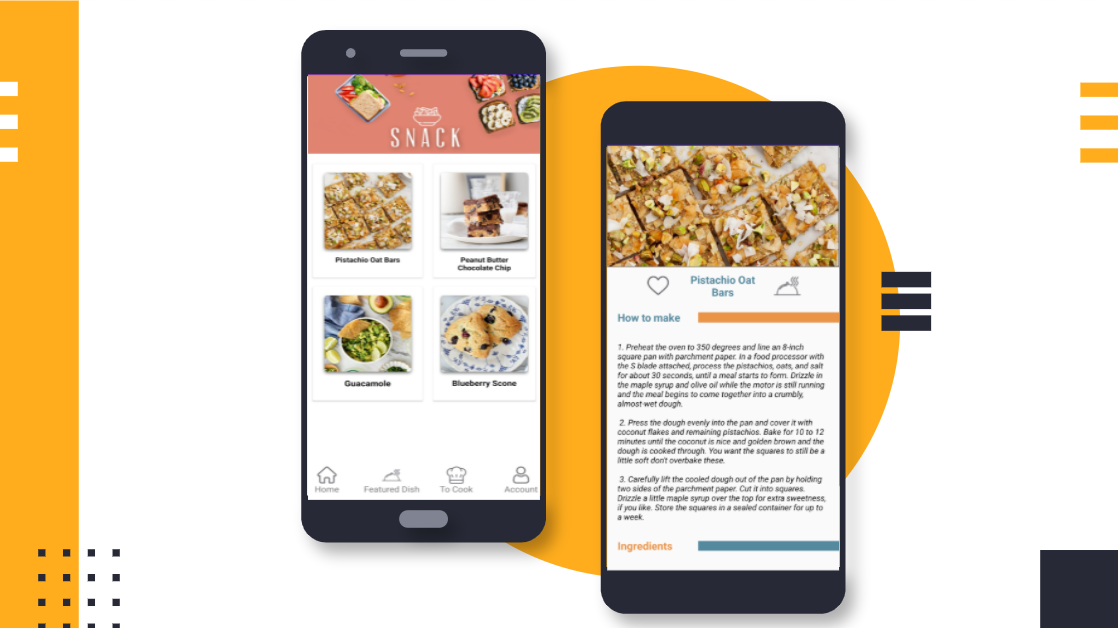 SNACK
Pistachio Oat Bars
Peanut Butter
Chocolate Chip
Guacamole
Blueberry Scone
Home
Featured Dish
To Cook
Account
Pistachio Oat
Bars
How to make
1. Preheat the oven to 350 degrees and line an 8-inch
square pan with parchment paper. In a food processor with
the S blade attached, process the pistachios, oats, and salt
for about 30 seconds, until a meal starts to form. Drizzle in
the maple syrup and olive oil while the motor is still running
and the meal begins to come together into a crumbly,
almost-wet dough.
2. Press the dough evenly into the pan and cover it with
coconut flakes and remaining pistachios. Bake for 10 to 12
minutes until the coconut is nice and golden brown and the
dough is cooked through. You want the squares to still be a
little soft don't overbake these.
3. Carefully lift the cooled dough out of the pan by holding
two sides of the parchment paper. Cut it into squares.
Drizzle a little maple syrup over the top for extra sweetness,
if you like. Store the squares in a sealed container for up to
a week.
Ingredients